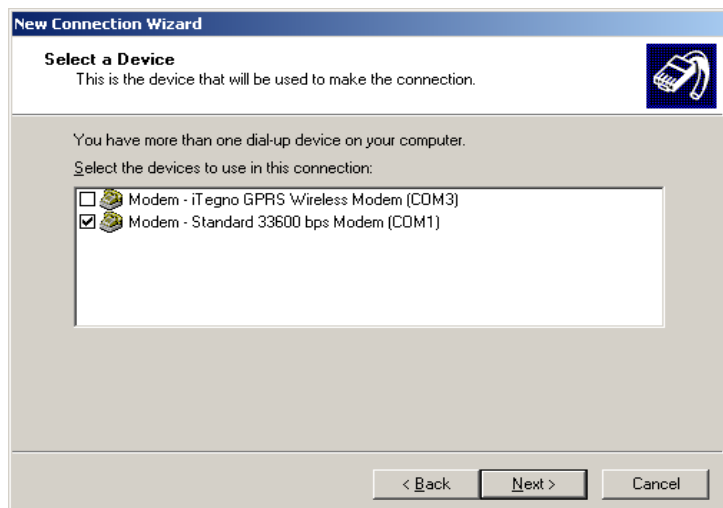 New Connection Wizard
Select a Device
This is the device that will be used to make the connection.
You have more than one dial-up device on your computer.
Select the devices to use in this connection:
Modem - iTegno GPRS Wireless Modem (COM3)
Modem - Standard 33600 bps Modem (COM1)
< Back Next > Cancel